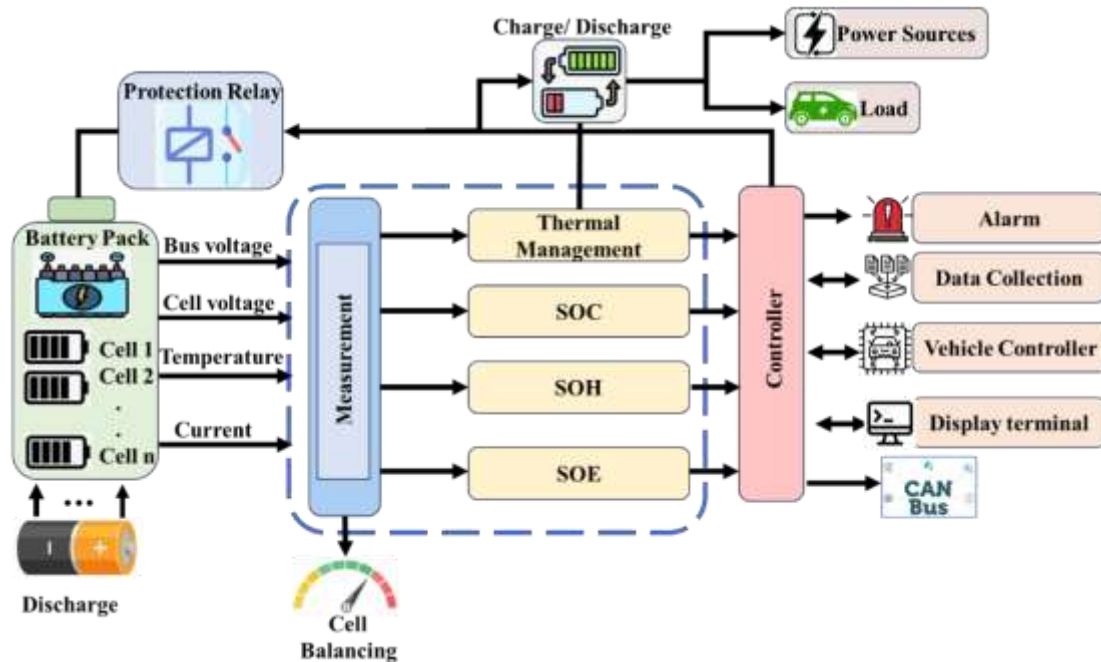 Charge/ Discharge
Power Sources
Protection Relay
Load
Battery Pack
Bus voltage
Thermal
Management
Alarm
Cell voltage
Data Collection
SOC
Cell 1
Temperature
Cell 2
.
.
Measurement
Controller
Vehicle Controller
SOH
Current
Display terminal
Cell n
SOE
CAN
Bus
...
- +
Discharge
Cell
Balancing